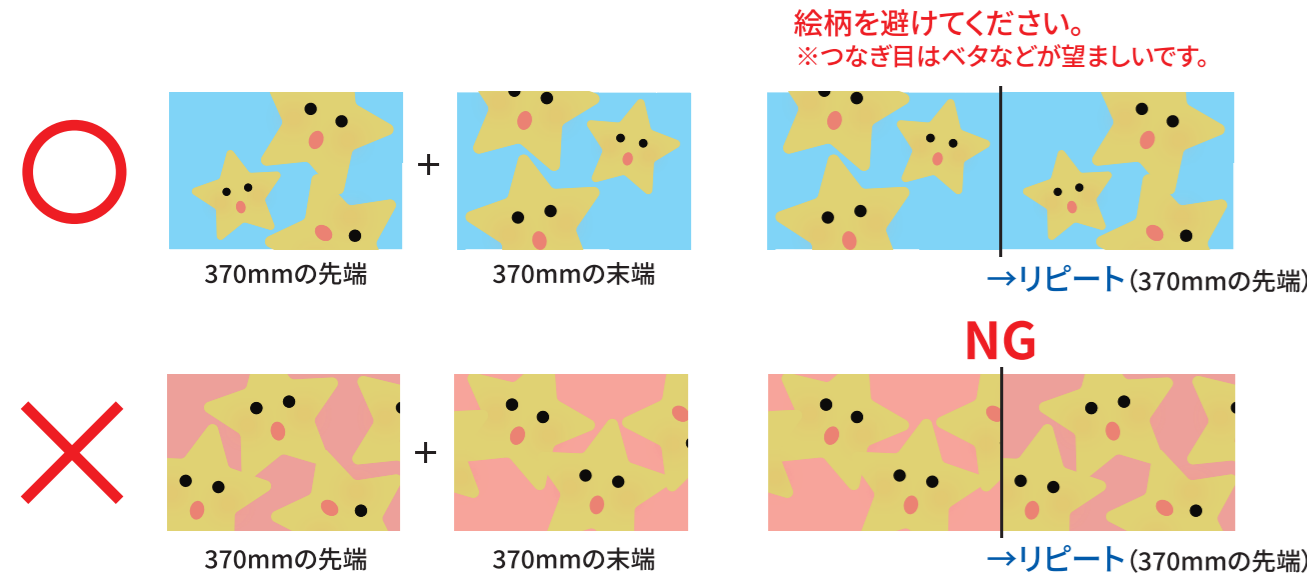 絵柄を避けてください。
※つなぎ目はベタなどが望ましいです。
+
370mmの先端
370mmの末端
→リピート(370mmの先端)
NG
+
370mmの先端
370mmの末端
→リピート(370mmの先端)